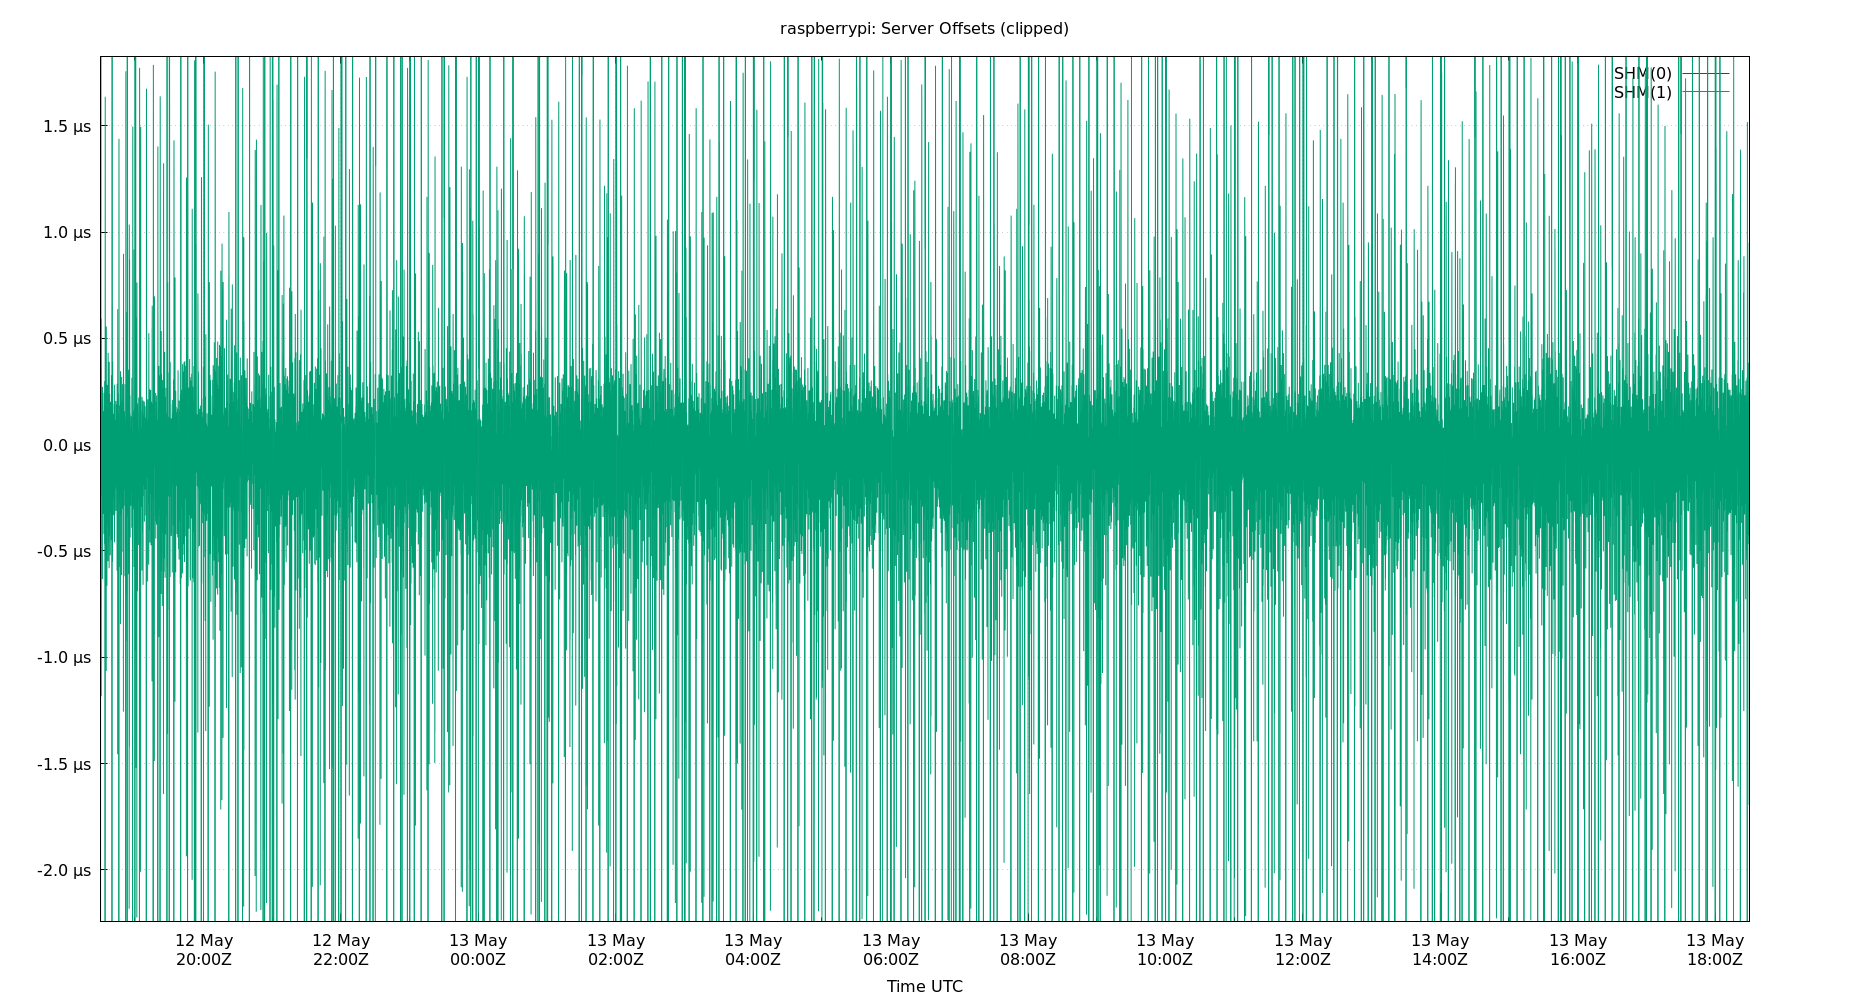 raspberrypi: Server Offsets (clipped)
SHM(0)
SHM(1)
1.5 µs
1.0 µs
0.5 µs
0.0 µs
-0.5 µs
-1.0 µs
-1.5 µs
-2.0 µs
12 May 12 May 13 May 13 May 13 May 13 May 13 May 13 May 13 May 13 May 13 May 13 May
20:00Z 22:00Z 00:00Z 02:00Z 04:00Z 06:00Z 08:00Z 10:00Z 12:00Z 14:00Z 16:00Z 18:00Z
Time UTC